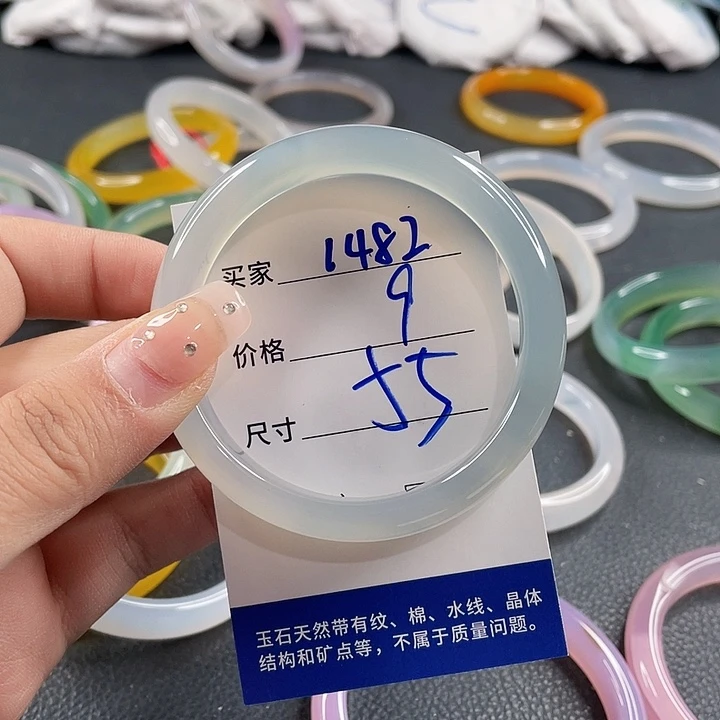 买家 1482
价格 9
尺寸 55
玉石天然带有纹、棉、水线、晶体
结构和矿点等，不属于质量问题。